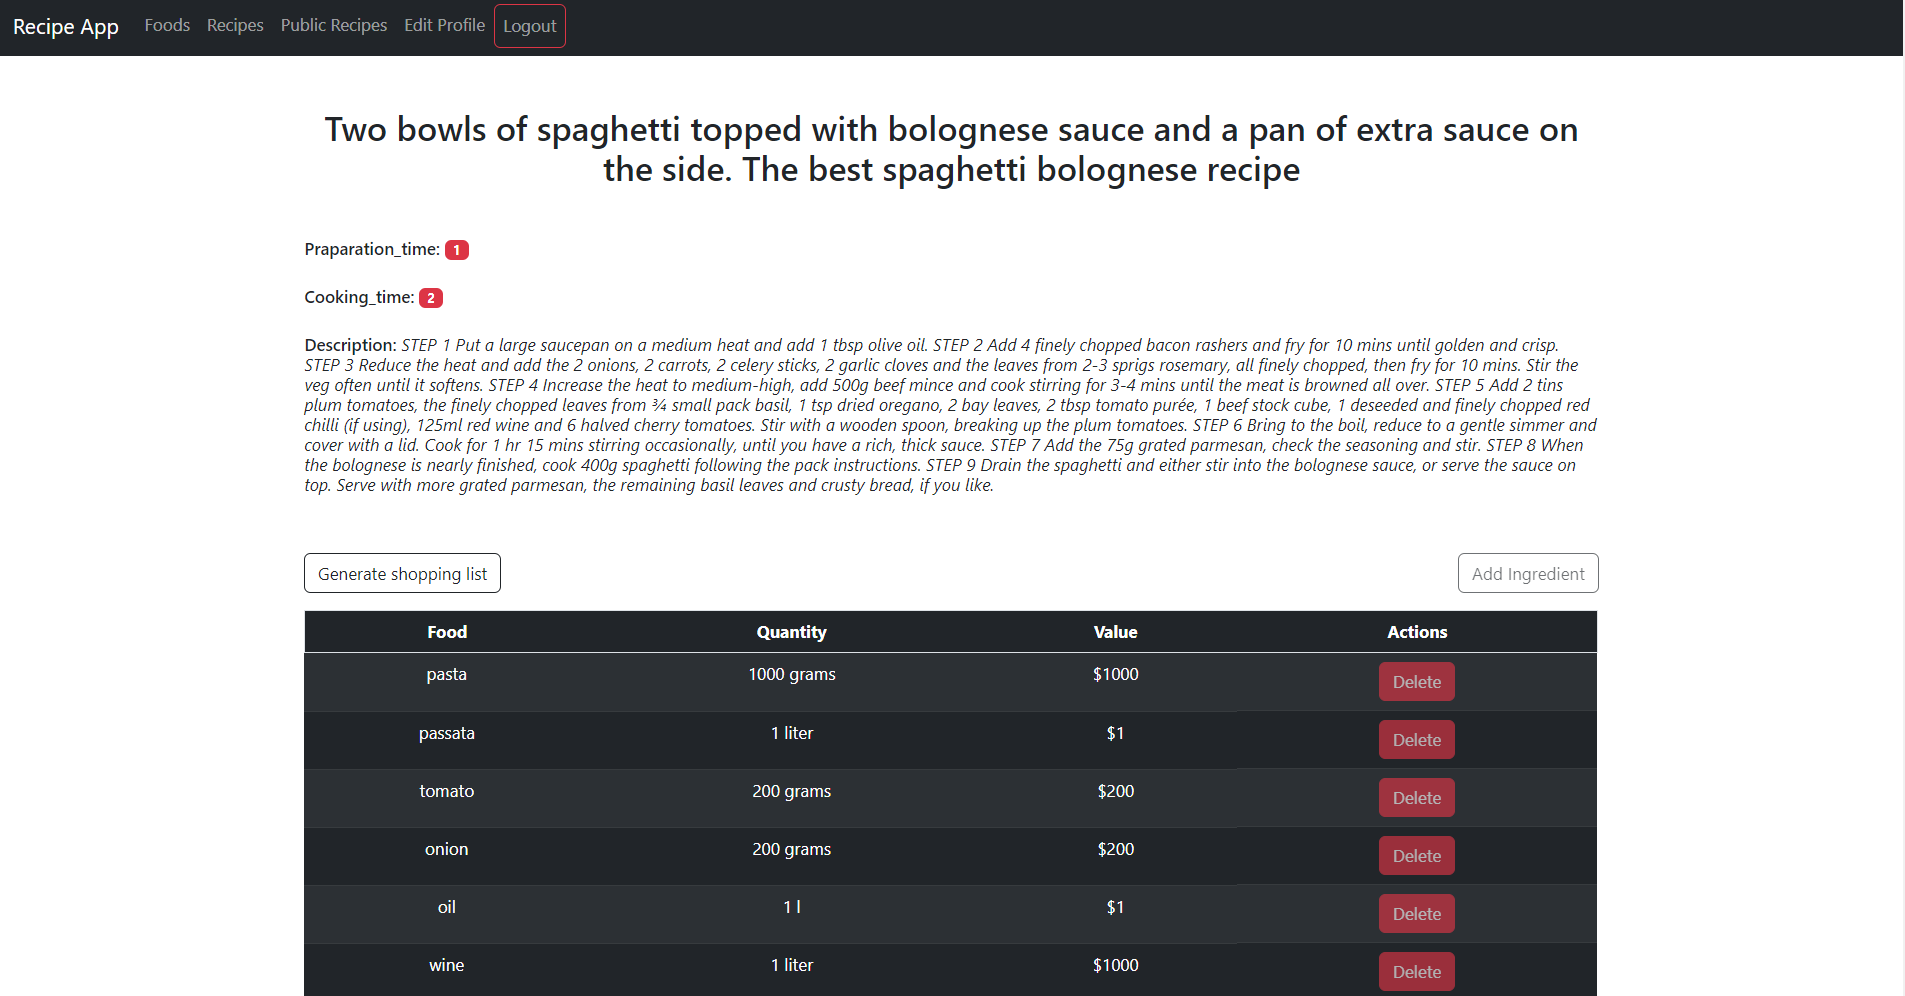 Recipe App Foods Recipes Public Recipes Edit Profile Logout
Two bowls of spaghetti topped with bolognese sauce and a pan of extra sauce on
the side. The best spaghetti bolognese recipe
Praparation_time: 1
Cooking_time: 2
Description: STEP 1 Put a large saucepan on a medium heat and add 1 tbsp olive oil. STEP 2 Add 4 finely chopped bacon rashers and fry for 10 mins until golden and crisp.
STEP 3 Reduce the heat and add the 2 onions, 2 carrots, 2 celery sticks, 2 garlic cloves and the leaves from 2-3 sprigs rosemary, all finely chopped, then fry for 10 mins. Stir the
veg often until it softens. STEP 4 Increase the heat to medium-high, add 500g beef mince and cook stirring for 3-4 mins until the meat is browned all over. STEP 5 Add 2 tins
plum tomatoes, the finely chopped leaves from ¾ small pack basil, 1 tsp dried oregano, 2 bay leaves, 2 tbsp tomato purée, 1 beef stock cube, 1 deseeded and finely chopped red
chilli (if using), 125ml red wine and 6 halved cherry tomatoes. Stir with a wooden spoon, breaking up the plum tomatoes. STEP 6 Bring to the boil, reduce to a gentle simmer and
cover with a lid. Cook for 1 hr 15 mins stirring occasionally, until you have a rich, thick sauce. STEP 7 Add the 75g grated parmesan, check the seasoning and stir. STEP 8 When
the bolognese is nearly finished, cook 400g spaghetti following the pack instructions. STEP 9 Drain the spaghetti and either stir into the bolognese sauce, or serve the sauce on
top. Serve with more grated parmesan, the remaining basil leaves and crusty bread, if you like.
Generate shopping list Add Ingredient
Food Quantity Value Actions
pasta 1000 grams $1000 Delete
passata 1 liter $1 Delete
tomato 200 grams $200 Delete
onion 200 grams $200 Delete
oil 1 l $1 Delete
wine 1 liter $1000 Delete